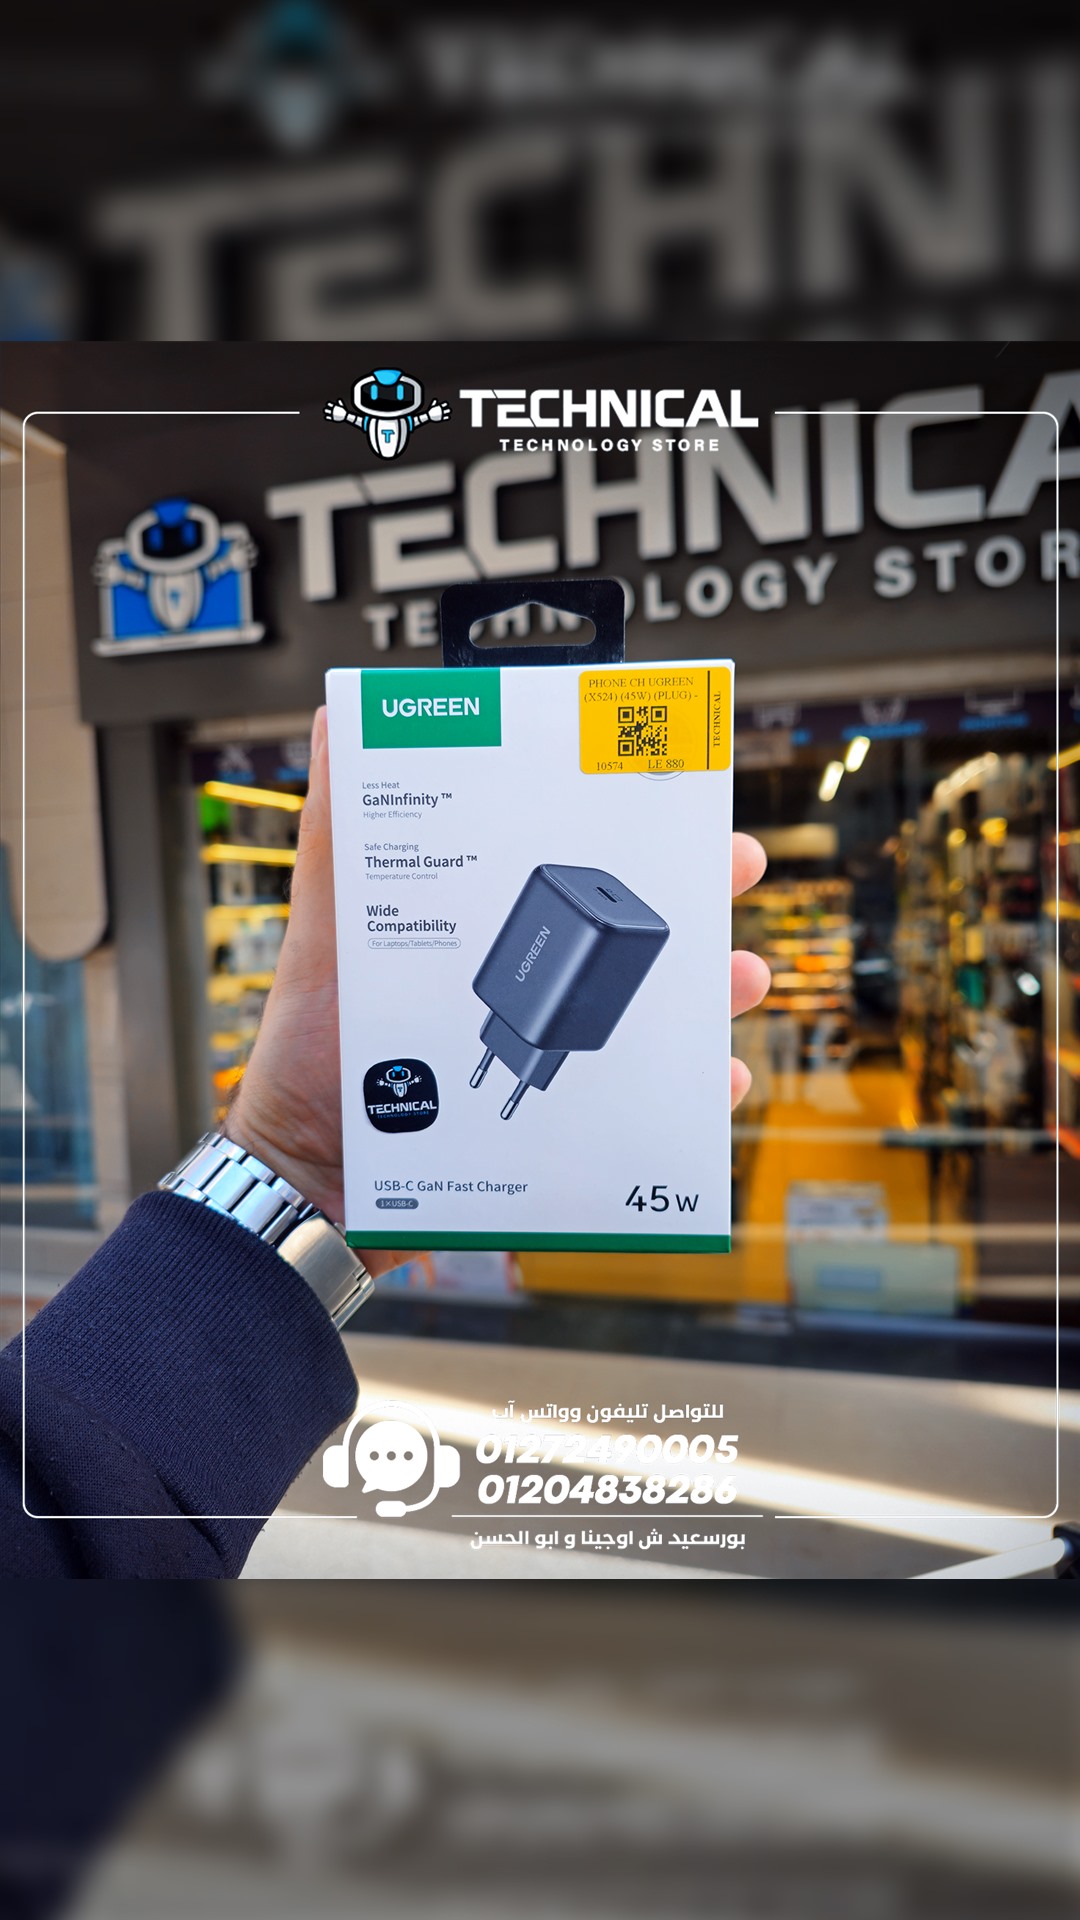 TECHNICAL
TECHNOLOGY STORE
TECHNICA
TECHNOLOGY STOR
UGREEN
PHONE CH UGREEN
(X524) (45W) (PLUG) -
TECHNICAL
10574 LE 880
Less Heat
GaNInfinity™
Higher Efficiency
Safe Charging
Thermal Guard™
Temperature Control
Wide
Compatibility
For Laptops/Tablets/Phones
UGREEN
TECHNICAL
TECHNOLOGY STORE
USB-C GaN Fast Charger
1×USB-C
45W
للتواصل تليفون وواتس آب
01272490005
01204838286
بورسعيد ش اوجينا و ابو الحسن